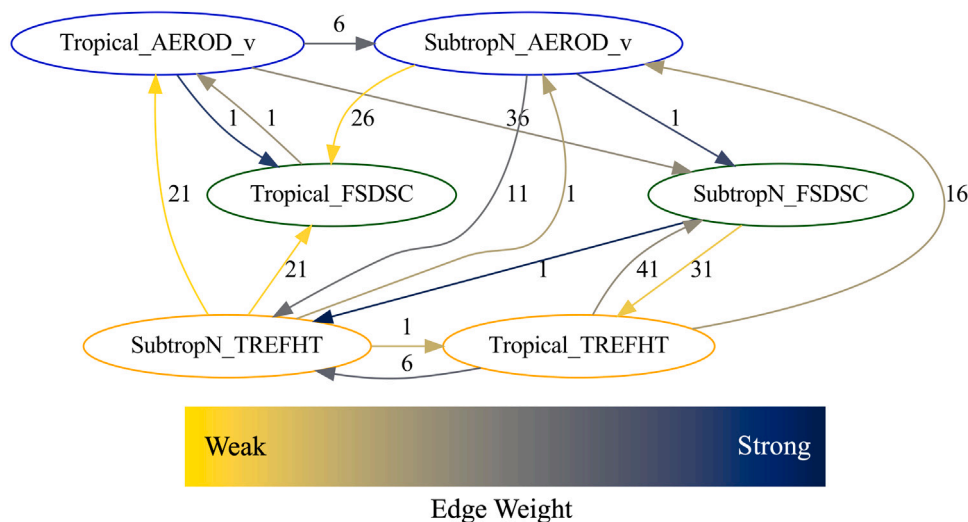 6
Tropical_AEROD_v
SubtropN_AEROD_v
1
1
26
36
1
Tropical_FSDSC
SubtropN_FSDSC
21
11
1
16
21
1
41
31
SubtropN_TREFHT
1
Tropical_TREFHT
6
Weak
Strong
Edge Weight